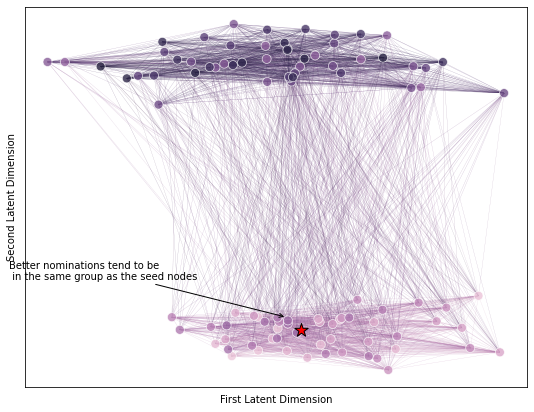 Second Latent Dimension
Better nominations tend to be
in the same group as the seed nodes
First Latent Dimension